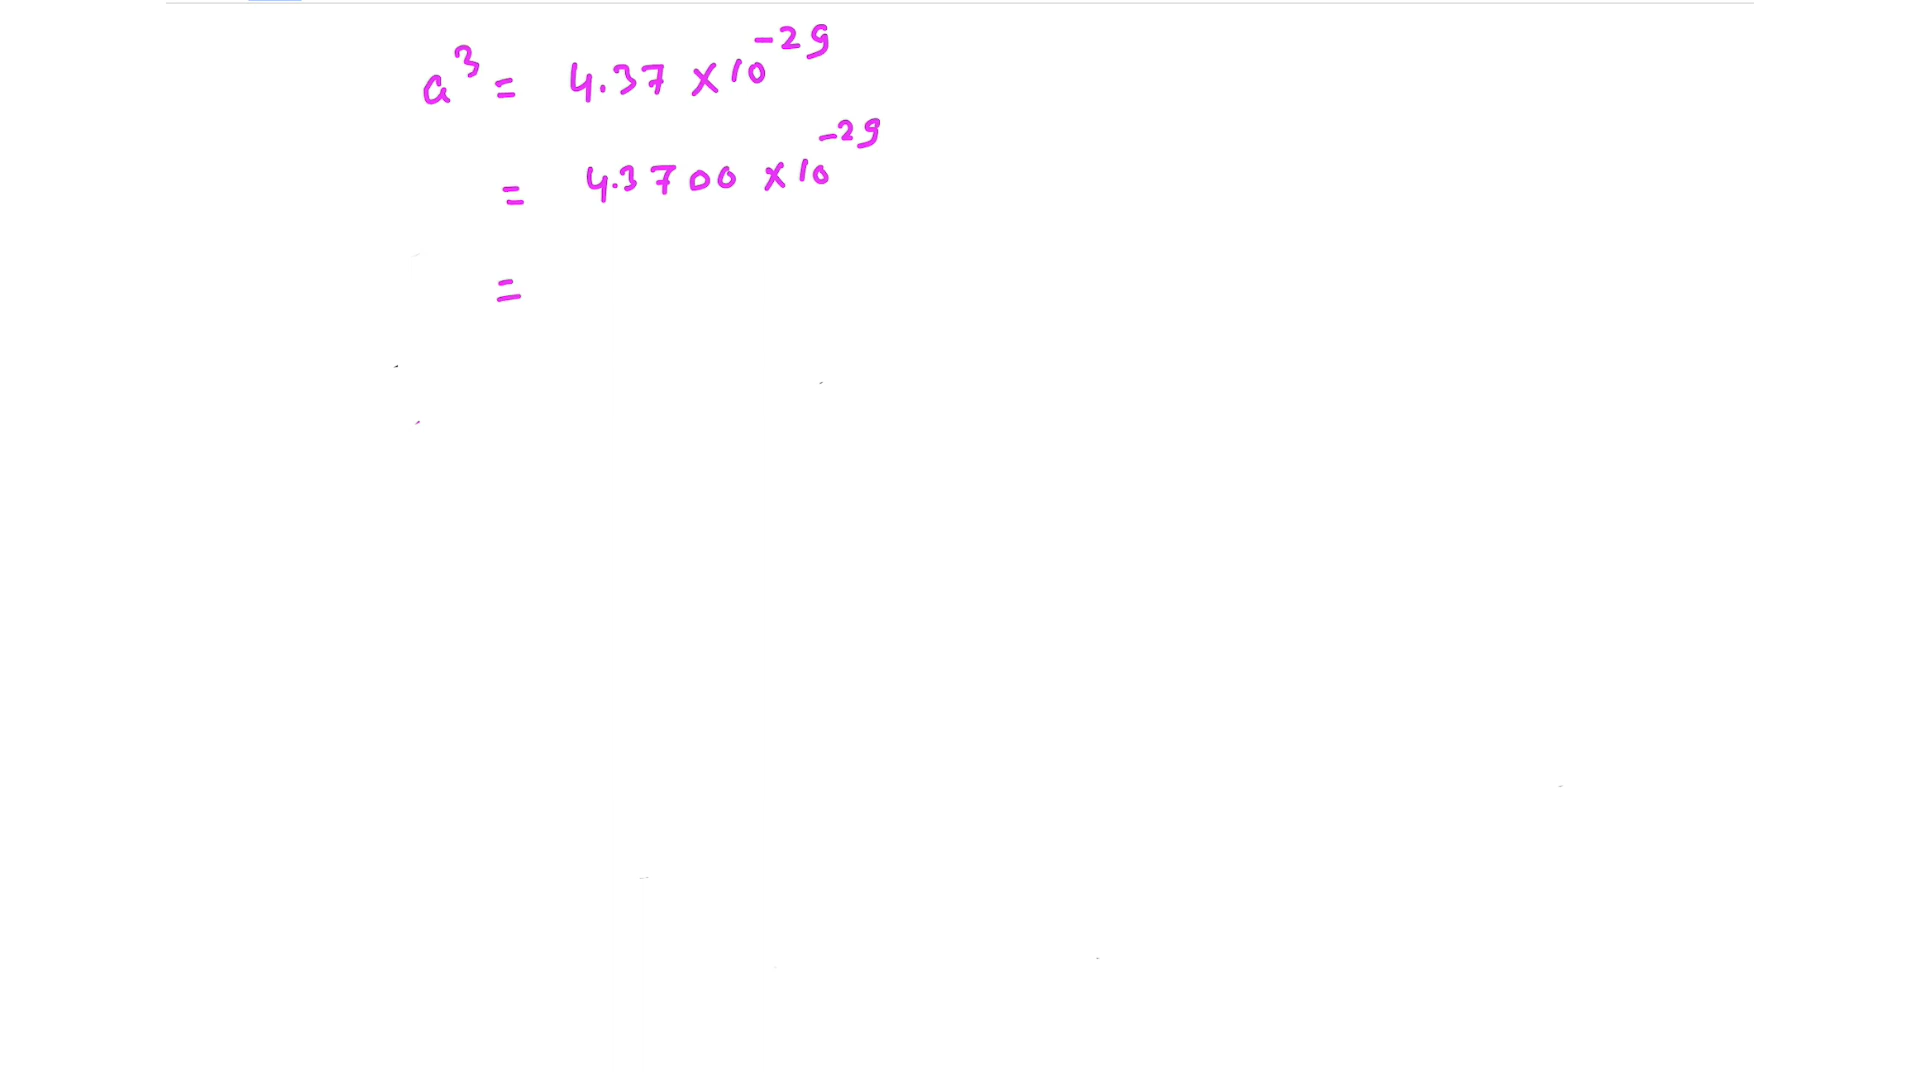 a³ = 4.37 × 10⁻²⁹
= 4.3700 × 10⁻²⁹
=